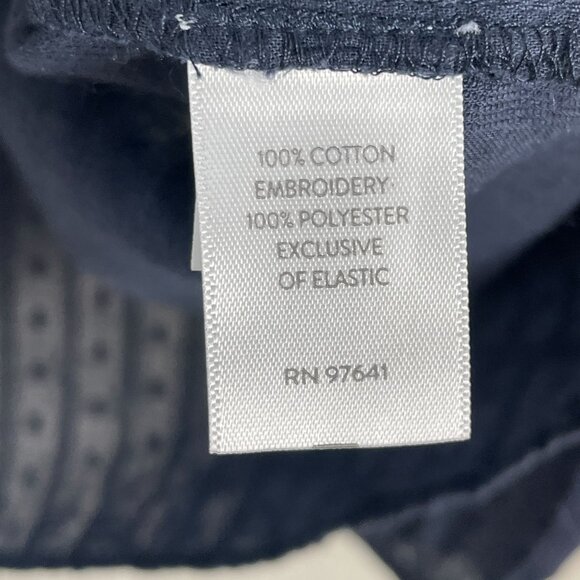 100% COTTON
EMBROIDERY
100% POLYESTER
EXCLUSIVE
OF ELASTIC
RN 97641